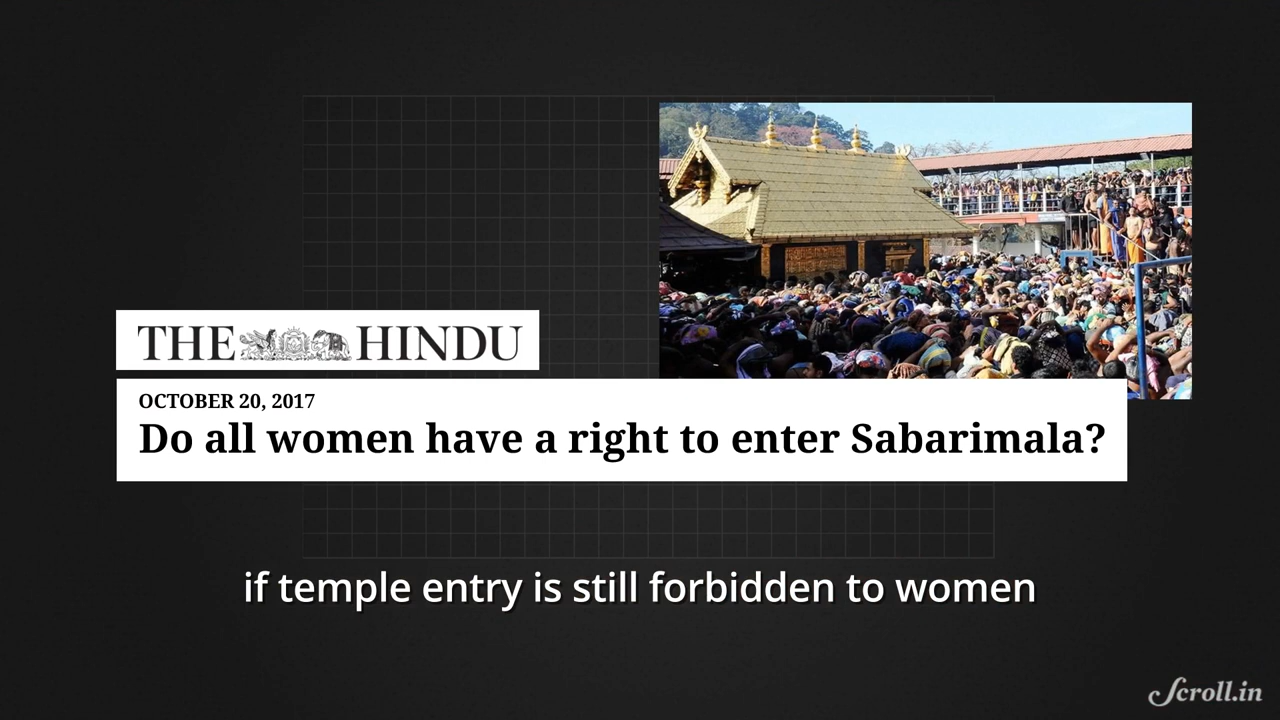 THE HINDU
OCTOBER 20, 2017
Do all women have a right to enter Sabarimala?
if temple entry is still forbidden to women
Scroll.in